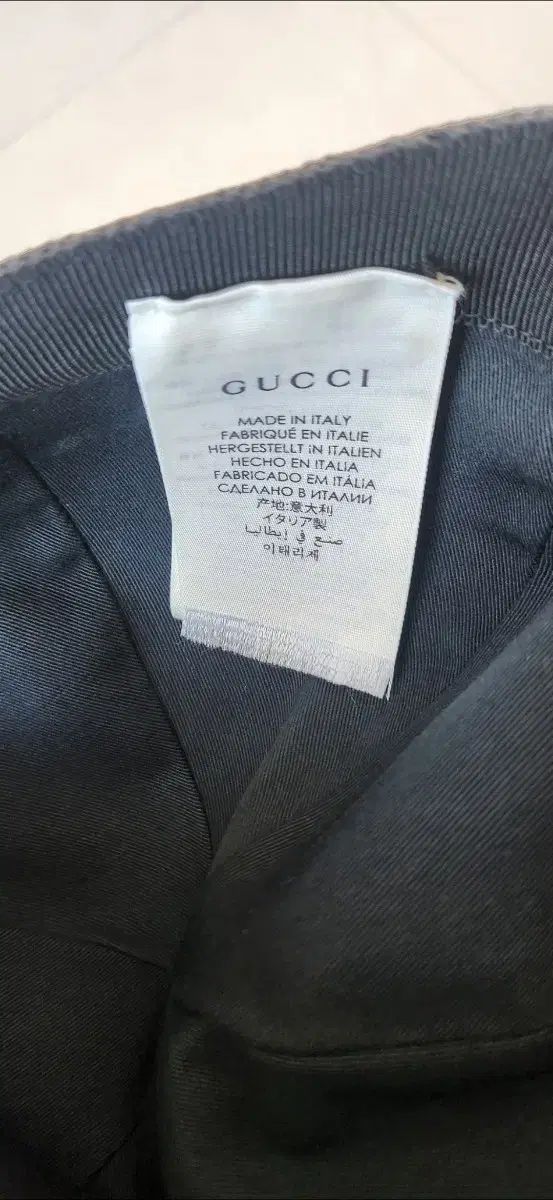 GUCCI
MADE IN ITALY
FABRIQUÉ EN ITALIE
HERGESTELLT IN ITALIEN
HECHO EN ITALIA
FABRICADO EM ITÁLIA
СДЕЛАНО В ИТАЛИИ
产地:意大利
イタリア製
صنع في إيطاليا
이태리제